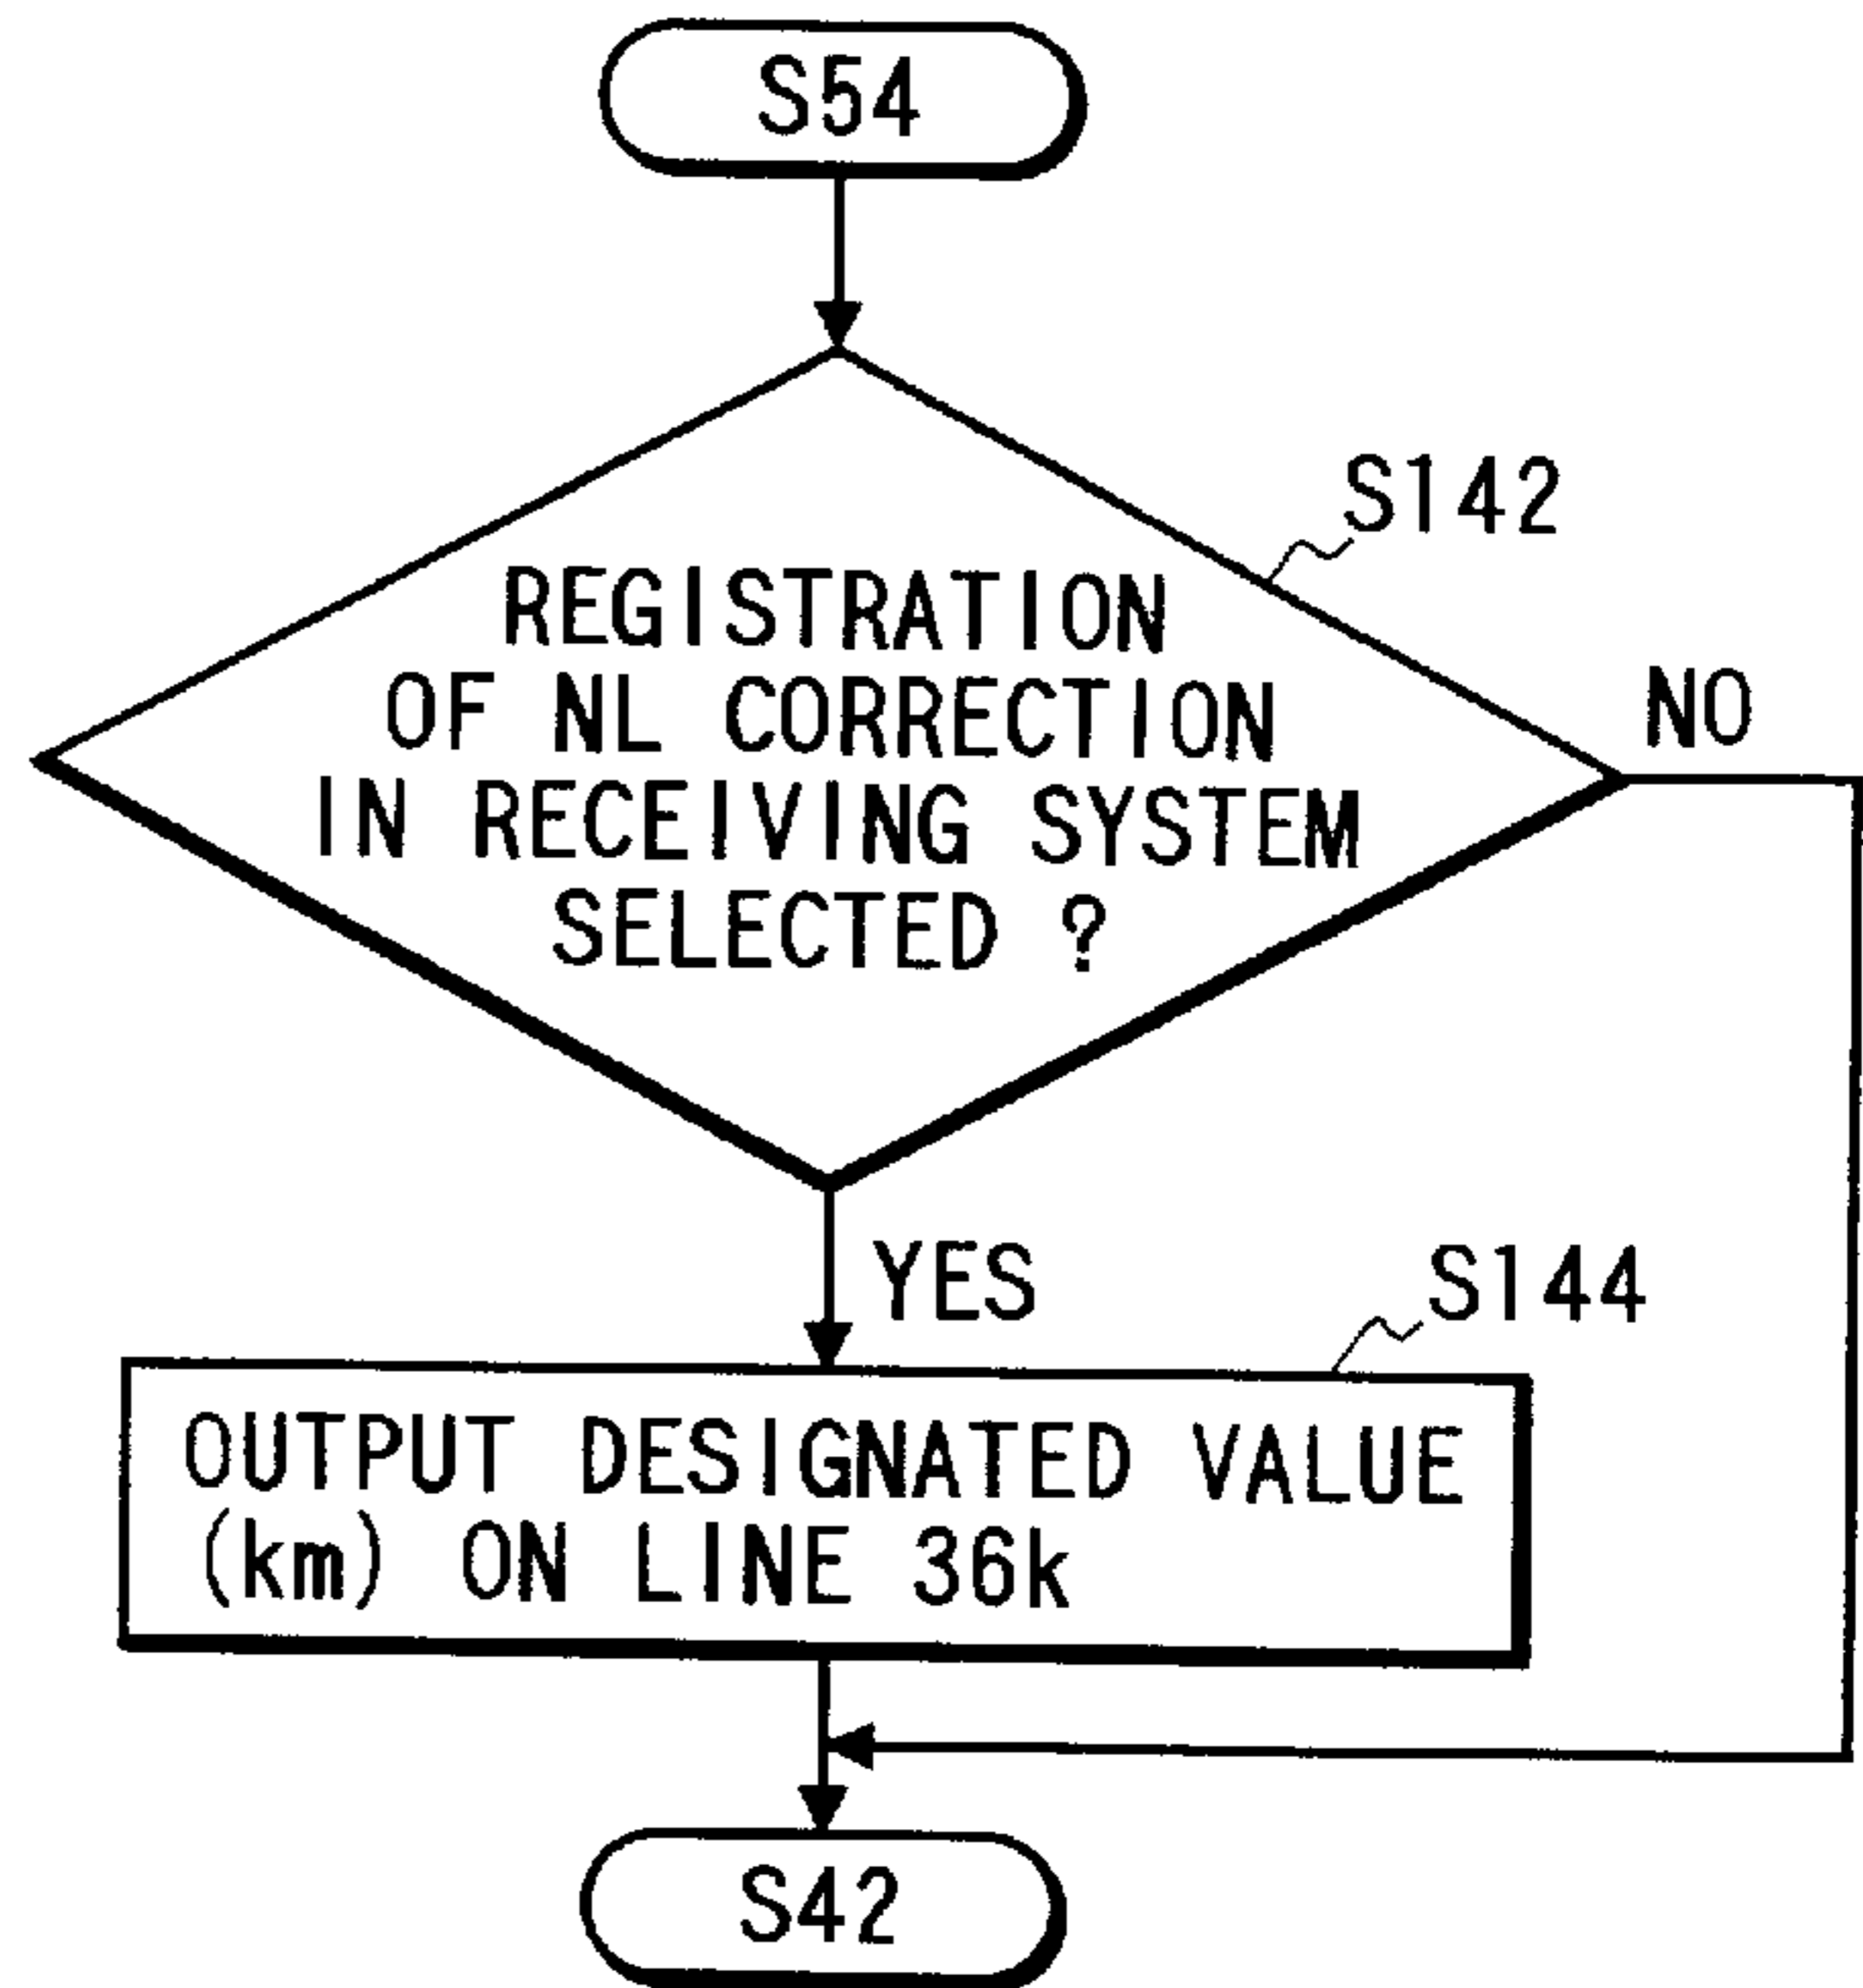 S54
S142
REGISTRATION
OF NL CORRECTION
IN RECEIVING SYSTEM
SELECTED ?
NO
YES
S144
OUTPUT DESIGNATED VALUE
(km) ON LINE 36k
S42